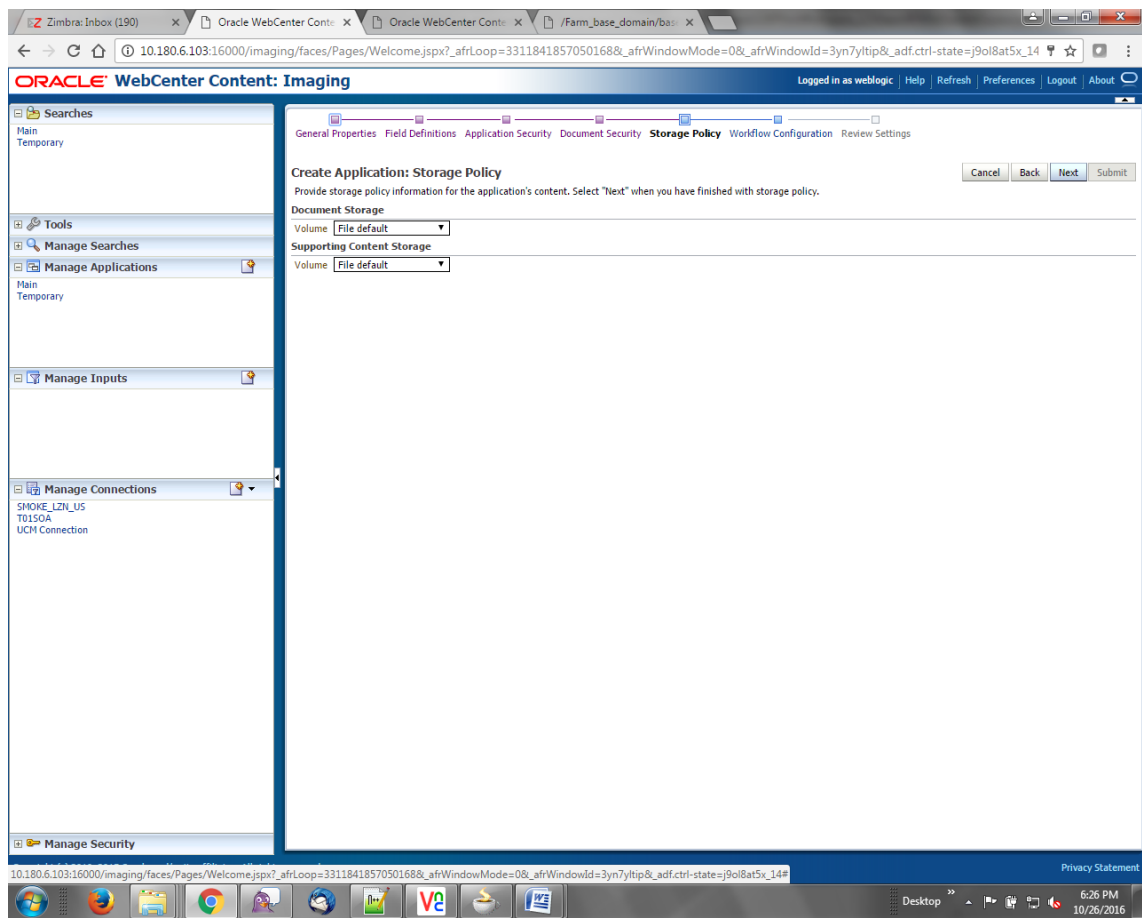 Zimbra: Inbox (190)
Oracle WebCenter Conte
Oracle WebCenter Conte
/Farm_base_domain/bas
10.180.6.103:16000/imaging/faces/Pages/Welcome.jspx?_afrLoop=3311841857050168&_afrWindowMode=0&_afrWindowId=3yn7yltip&_adf.ctrl-state=j9ol8at5x_14
ORACLE WebCenter Content: Imaging
Logged in as weblogic Help Refresh Preferences Logout About
Searches
Main
Temporary
Tools
Manage Searches
Manage Applications
Main
Temporary
Manage Inputs
Manage Connections
SMOKE_LZN_US
T01SOA
UCM Connection
Manage Security
General Properties Field Definitions Application Security Document Security Storage Policy Workflow Configuration Review Settings
Create Application: Storage Policy
Cancel Back Next Submit
Provide storage policy information for the application's content. Select "Next" when you have finished with storage policy.
Document Storage
Volume File default
Supporting Content Storage
Volume File default
Privacy Statement
10.180.6.103:16000/imaging/faces/Pages/Welcome.jspx?_afrLoop=3311841857050168&_afrWindowMode=0&_afrWindowId=3yn7yltip&_adf.ctrl-state=j9ol8at5x_14#
Desktop
6:26 PM
10/26/2016